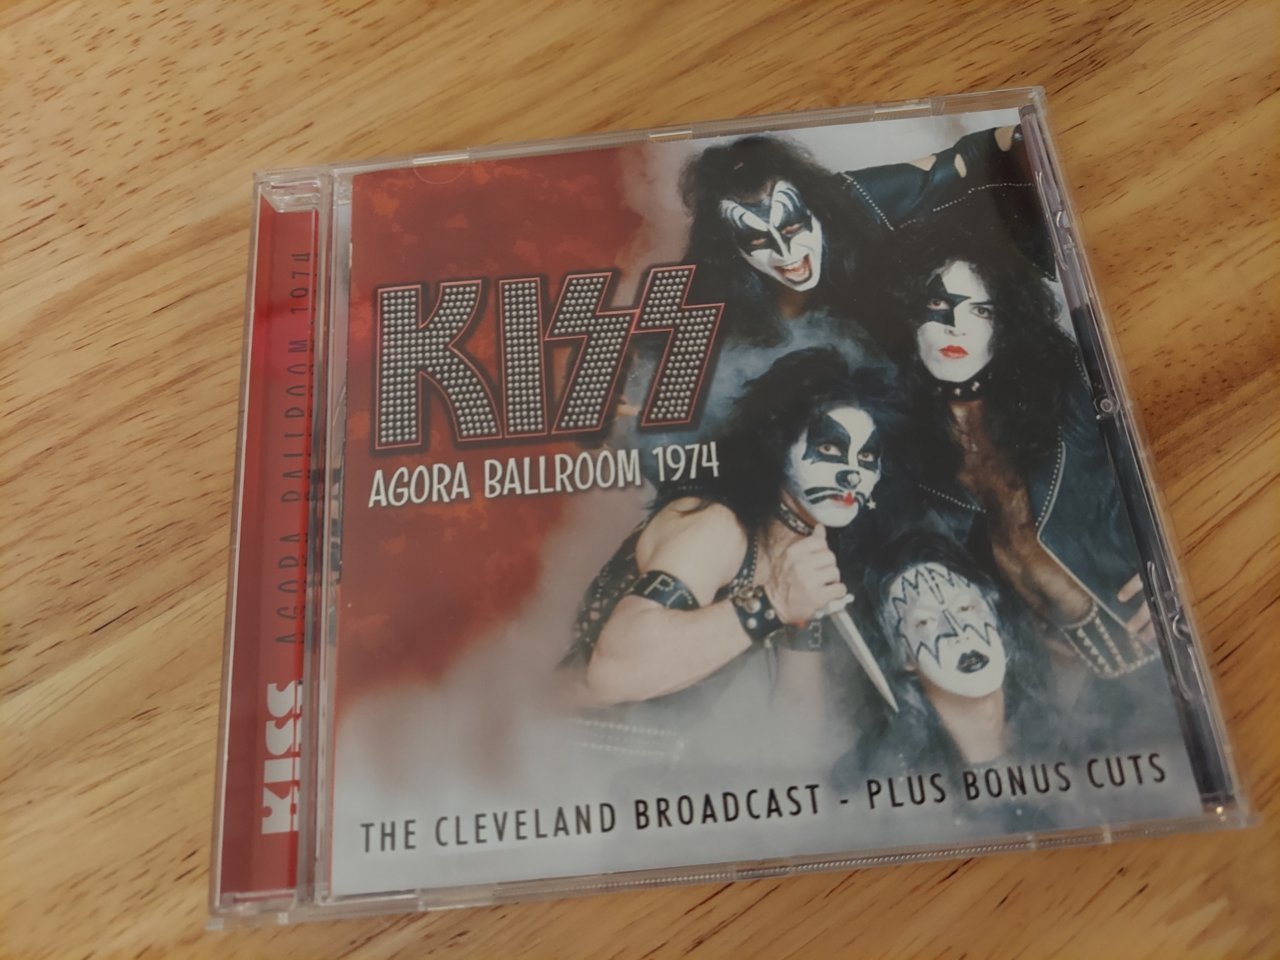 KISS
AGORA BALLROOM 1974
THE CLEVELAND BROADCAST - PLUS BONUS CUTS
KISS AGORA BALLROOM 1974